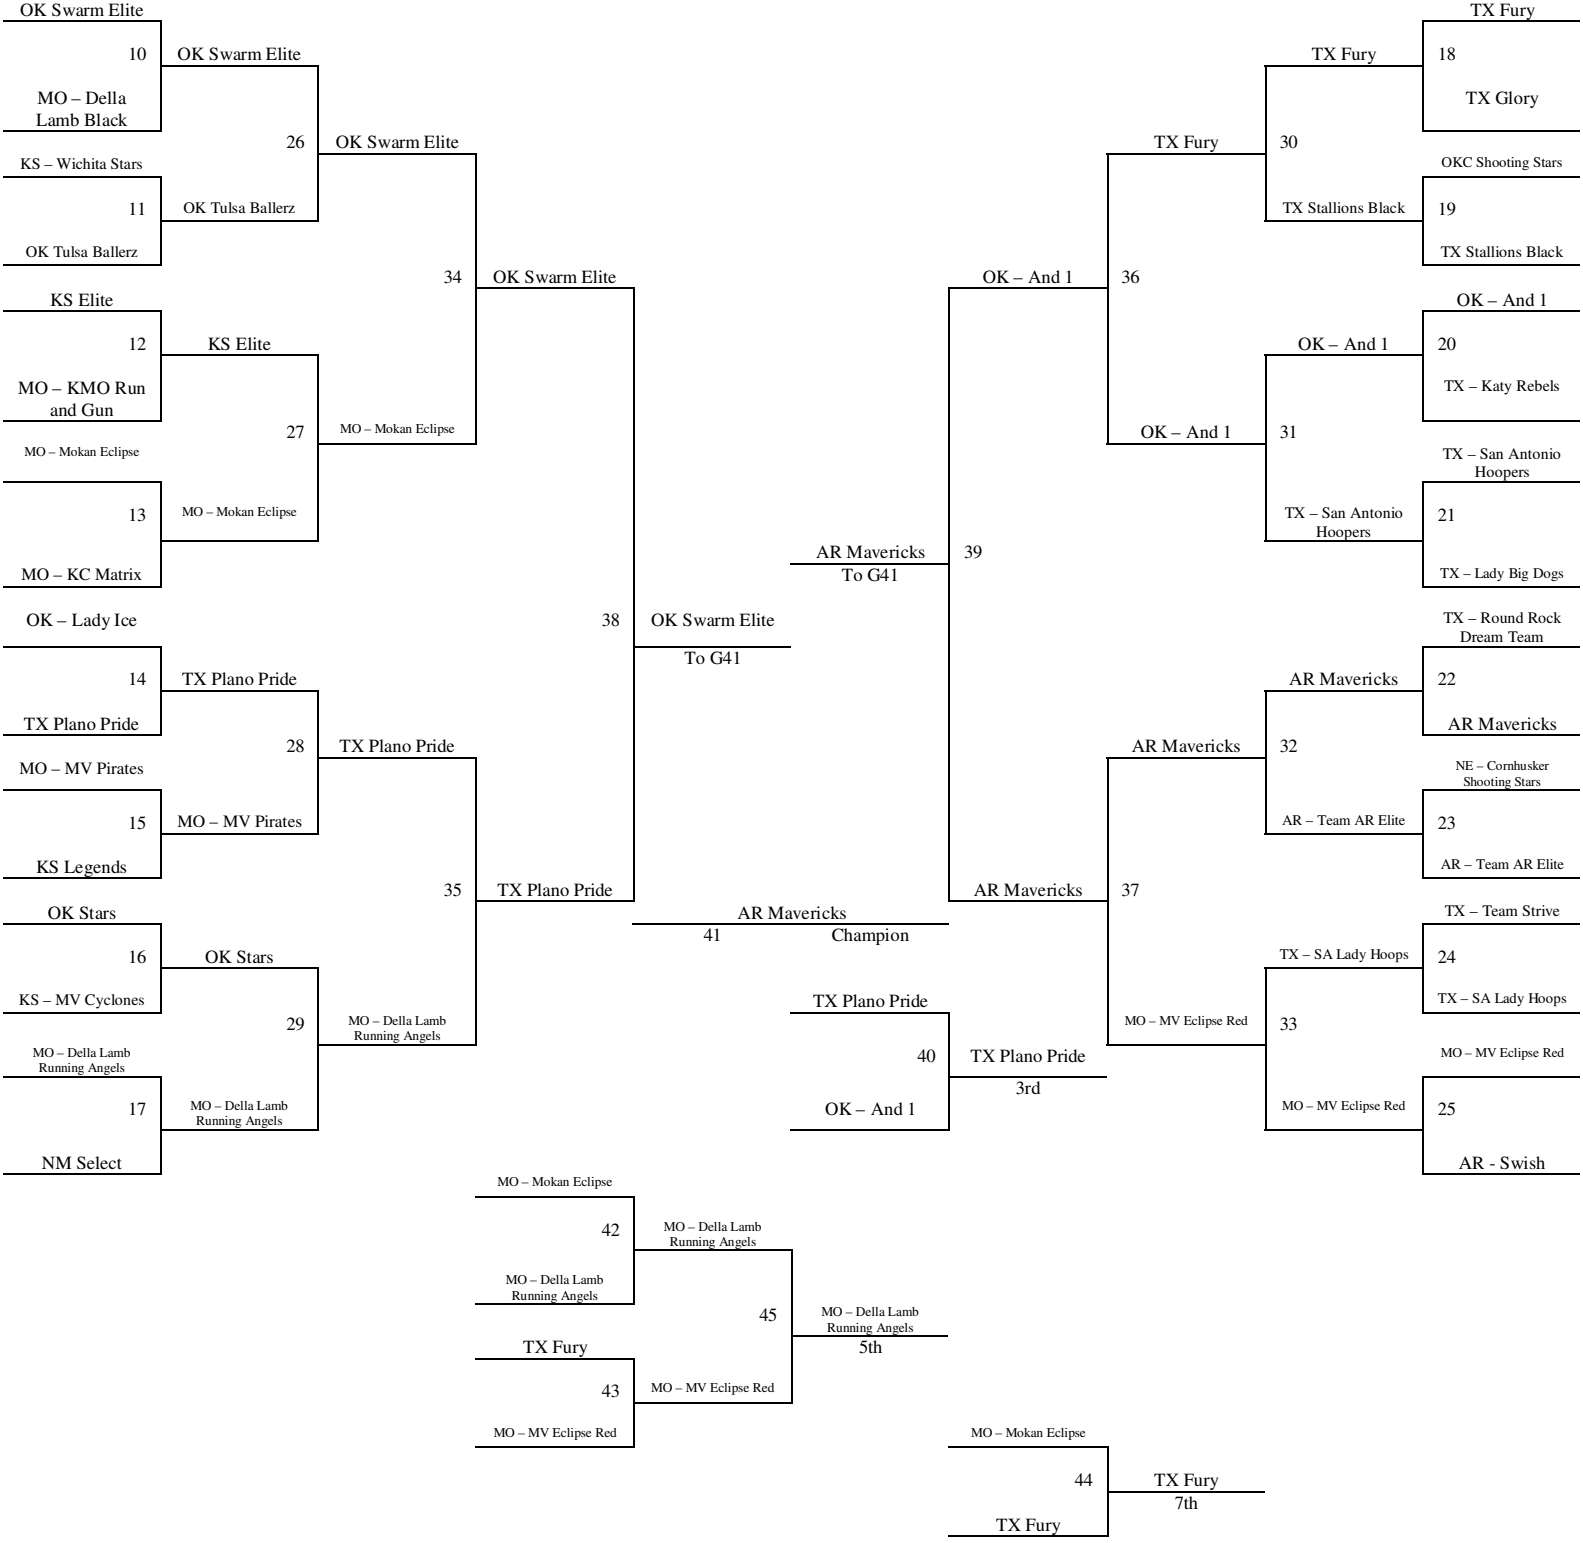 OK Swarm Elite
10
OK Swarm Elite
MO – Della
Lamb Black
26
OK Swarm Elite
KS – Wichita Stars
11
OK Tulsa Ballerz
OK Tulsa Ballerz
34
OK Swarm Elite
KS Elite
12
KS Elite
MO – KMO Run
and Gun
27
MO – Mokan Eclipse
MO – Mokan Eclipse
13
MO – Mokan Eclipse
MO – KC Matrix
38
OK Swarm Elite
To G41
OK – Lady Ice
14
TX Plano Pride
TX Plano Pride
28
TX Plano Pride
MO – MV Pirates
15
MO – MV Pirates
KS Legends
35
TX Plano Pride
OK Stars
16
OK Stars
KS – MV Cyclones
29
MO – Della Lamb
Running Angels
MO – Della Lamb
Running Angels
17
MO – Della Lamb
Running Angels
NM Select
TX Fury
18
TX Fury
TX Glory
30
TX Fury
OKC Shooting Stars
19
TX Stallions Black
TX Stallions Black
36
OK – And 1
OK – And 1
20
OK – And 1
TX – Katy Rebels
31
OK – And 1
TX – San Antonio
Hoopers
21
TX – San Antonio
Hoopers
TX – Lady Big Dogs
39
AR Mavericks
To G41
TX – Round Rock
Dream Team
22
AR Mavericks
AR Mavericks
32
AR Mavericks
NE – Cornhusker
Shooting Stars
23
AR – Team AR Elite
AR – Team AR Elite
37
AR Mavericks
TX – Team Strive
24
TX – SA Lady Hoops
TX – SA Lady Hoops
33
MO – MV Eclipse Red
MO – MV Eclipse Red
25
MO – MV Eclipse Red
AR - Swish
AR Mavericks
41
Champion
TX Plano Pride
40
TX Plano Pride
3rd
OK – And 1
MO – Mokan Eclipse
42
MO – Della Lamb
Running Angels
MO – Della Lamb
Running Angels
45
MO – Della Lamb
Running Angels
5th
TX Fury
43
MO – MV Eclipse Red
MO – MV Eclipse Red
MO – Mokan Eclipse
44
TX Fury
7th
TX Fury